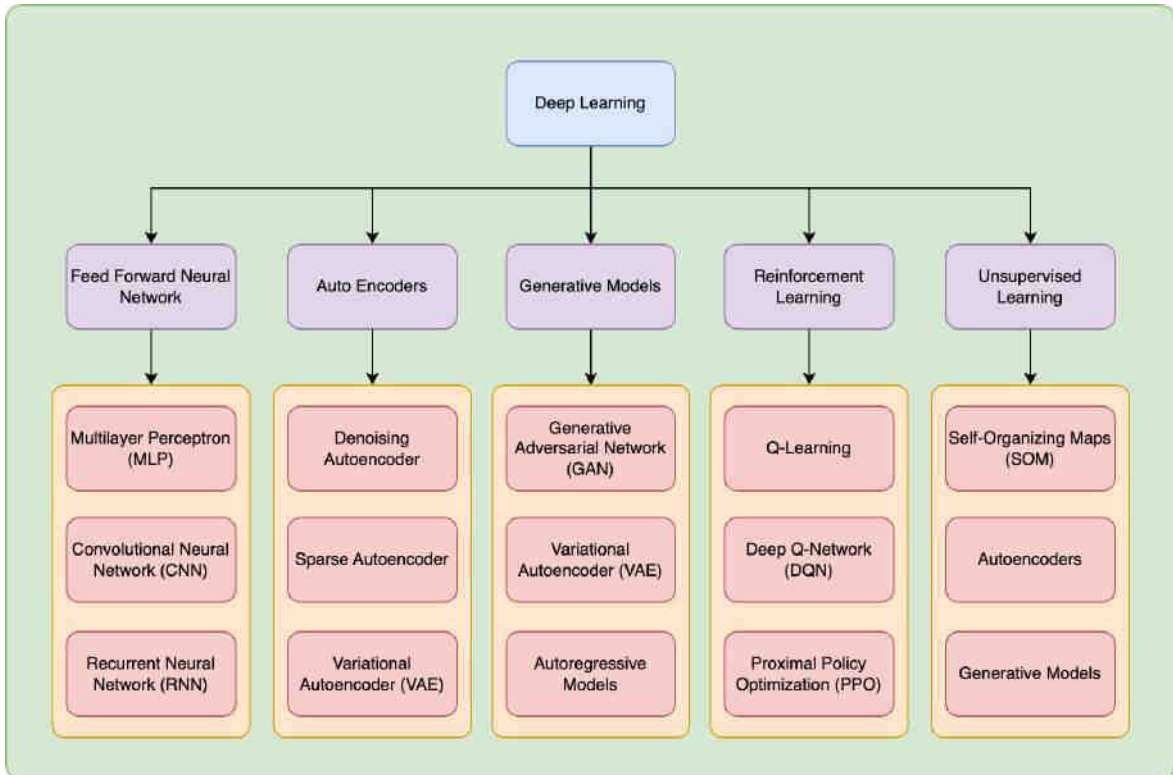 Deep Learning
Feed Forward Neural
Network
Auto Encoders
Generative Models
Reinforcement
Learning
Unsupervised
Learning
Multilayer Perceptron
(MLP)
Convolutional Neural
Network (CNN)
Recurrent Neural
Network (RNN)
Denoising
Autoencoder
Sparse Autoencoder
Variational
Autoencoder (VAE)
Generative
Adversarial Network
(GAN)
Variational
Autoencoder (VAE)
Autoregressive
Models
Q-Learning
Deep Q-Network
(DQN)
Proximal Policy
Optimization (PPO)
Self-Organizing Maps
(SOM)
Autoencoders
Generative Models